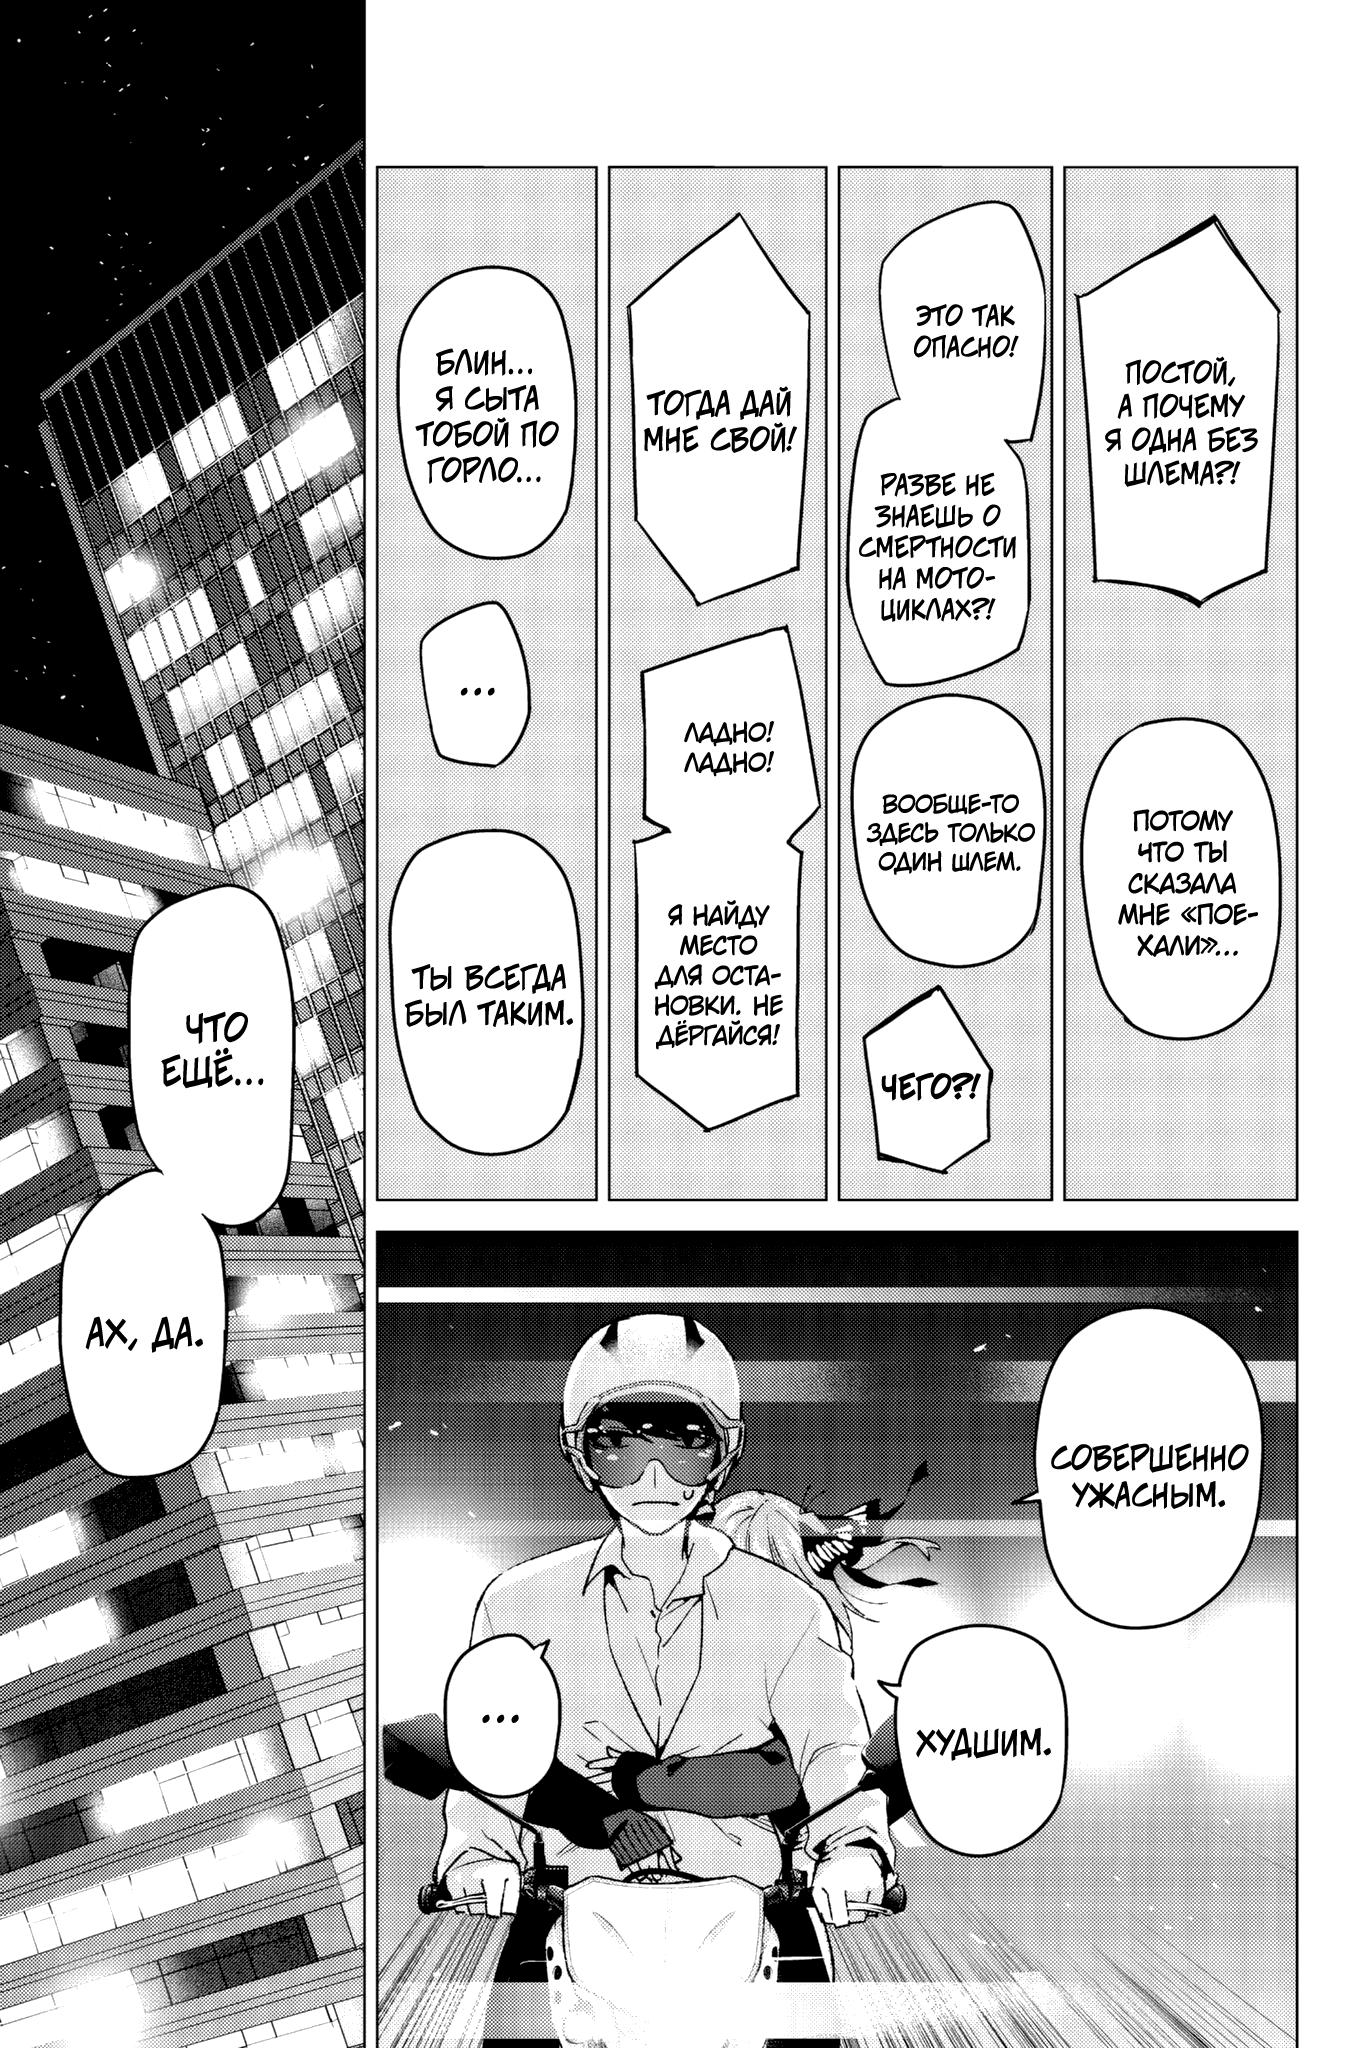 ПОСТОЙ,
А ПОЧЕМУ
Я ОДНА БЕЗ
ШЛЕМА?!
ПОТОМУ
ЧТО ТЫ
СКАЗАЛА
МНЕ «ПОЕ-
ХАЛИ»...
ЭТО ТАК
ОПАСНО!
РАЗВЕ НЕ
ЗНАЕШЬ О
СМЕРТНОСТИ
НА МОТО-
ЦИКЛАХ?!
ВООБЩЕ-ТО
ЗДЕСЬ ТОЛЬКО
ОДИН ШЛЕМ.
ЧЕГО?!
ТОГДА ДАЙ
МНЕ СВОЙ!
ЛАДНО!
ЛАДНО!
Я НАЙДУ
МЕСТО
ДЛЯ ОСТА-
НОВКИ. НЕ
ДЁРГАЙСЯ!
БЛИН...
Я СЫТА
ТОБОЙ ПО
ГОРЛО...
...
ТЫ ВСЕГДА
БЫЛ ТАКИМ.
СОВЕРШЕННО
УЖАСНЫМ.
ХУДШИМ.
...
ЧТО
ЕЩЁ...
АХ, ДА.